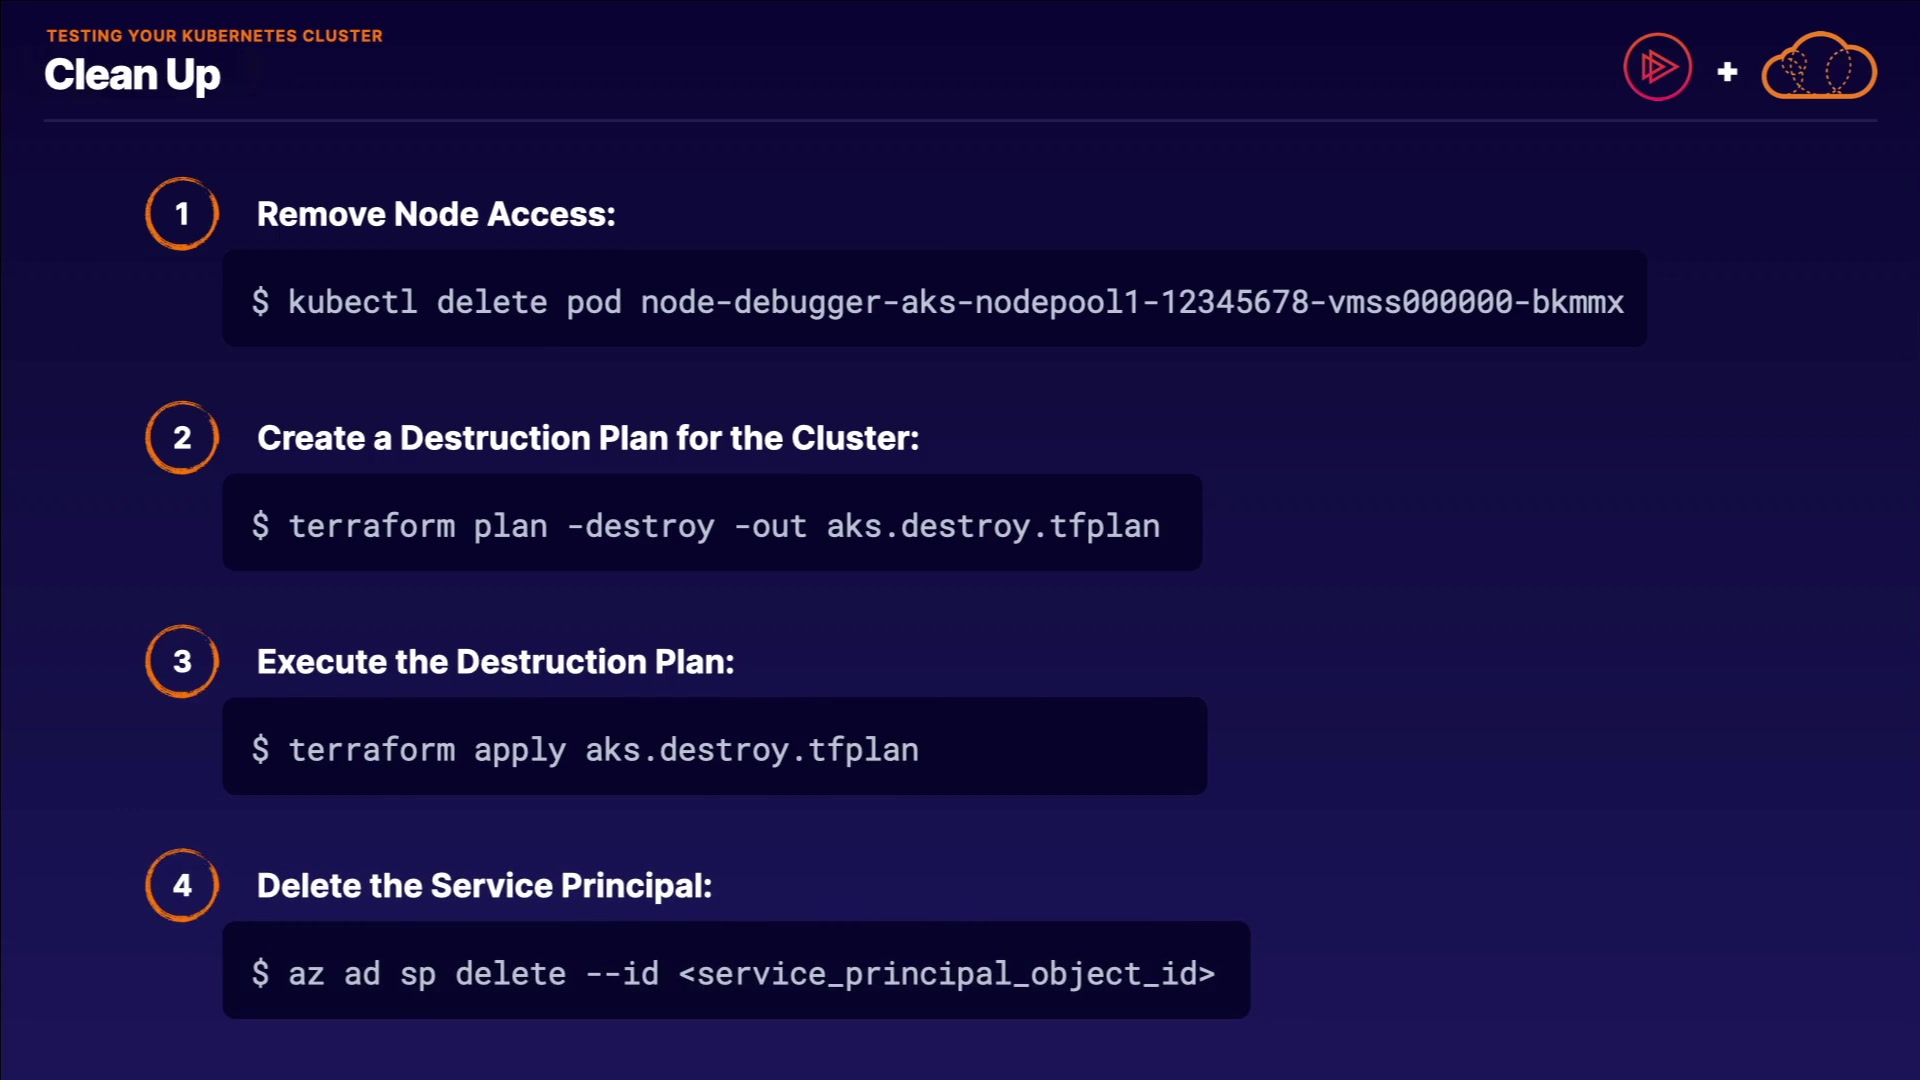 TESTING YOUR KUBERNETES CLUSTER
Clean Up
+
1
Remove Node Access:
$ kubectl delete pod node-debugger-aks-nodepool1-12345678-vmss000000-bkmmx
2
Create a Destruction Plan for the Cluster:
$ terraform plan -destroy -out aks.destroy.tfplan
3
Execute the Destruction Plan:
$ terraform apply aks.destroy.tfplan
4
Delete the Service Principal:
$ az ad sp delete --id <service_principal_object_id>